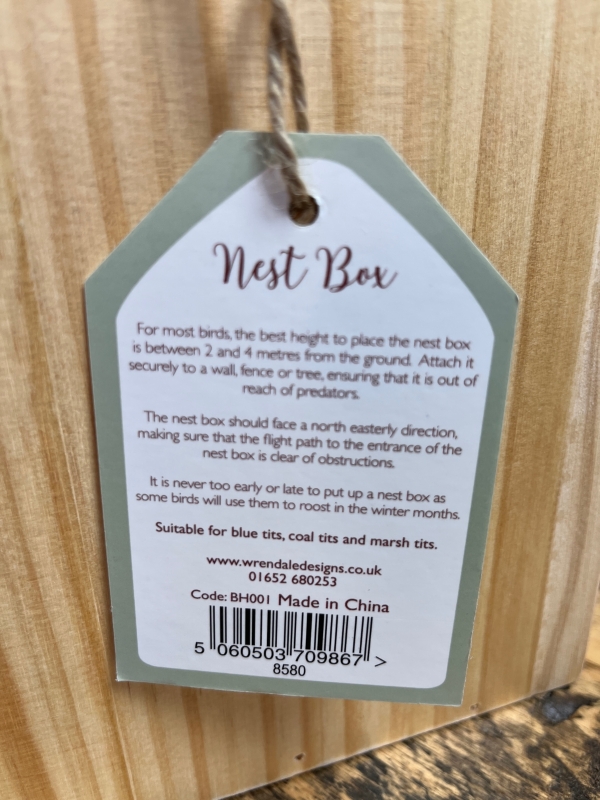 Nest Box
For most birds, the best height to place the nest box
is between 2 and 4 metres from the ground. Attach it
securely to a wall, fence or tree, ensuring that it is out of
reach of predators.
The nest box should face a north easterly direction,
making sure that the flight path to the entrance of the
nest box is clear of obstructions.
It is never too early or late to put up a nest box as
some birds will use them to roost in the winter months.
Suitable for blue tits, coal tits and marsh tits.
www.wrendaledesigns.co.uk
01652 680253
Code: BH001 Made in China
5 060503 709867 >
8580